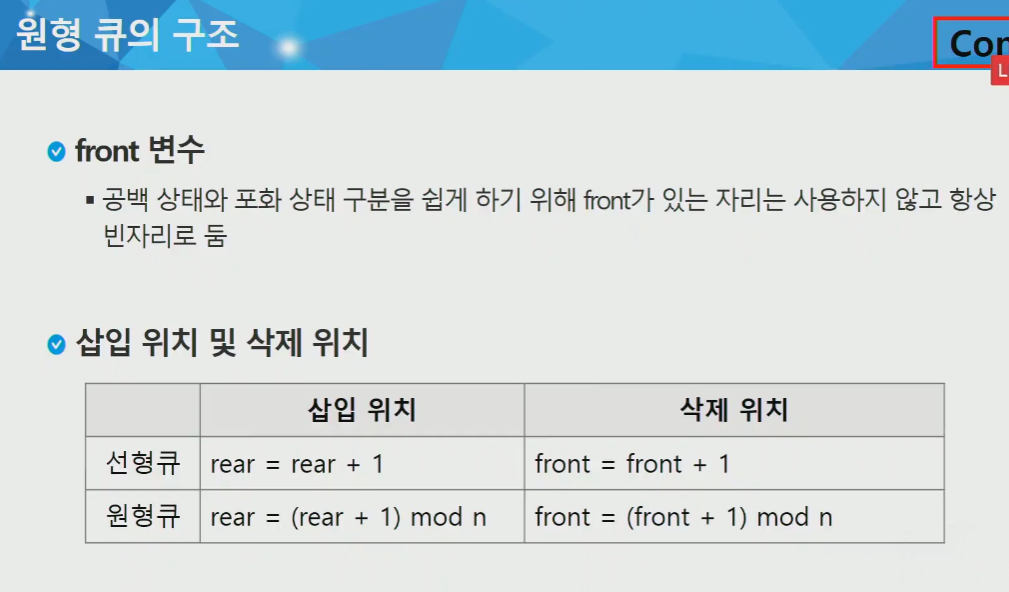 원형 큐의 구조
front 변수
공백 상태와 포화 상태 구분을 쉽게 하기 위해 front가 있는 자리는 사용하지 않고 항상
빈자리로 둠
삽입 위치 및 삭제 위치
삽입 위치 삭제 위치
선형큐 rear = rear + 1 front = front + 1
원형큐 rear = (rear + 1) mod n front = (front + 1) mod n